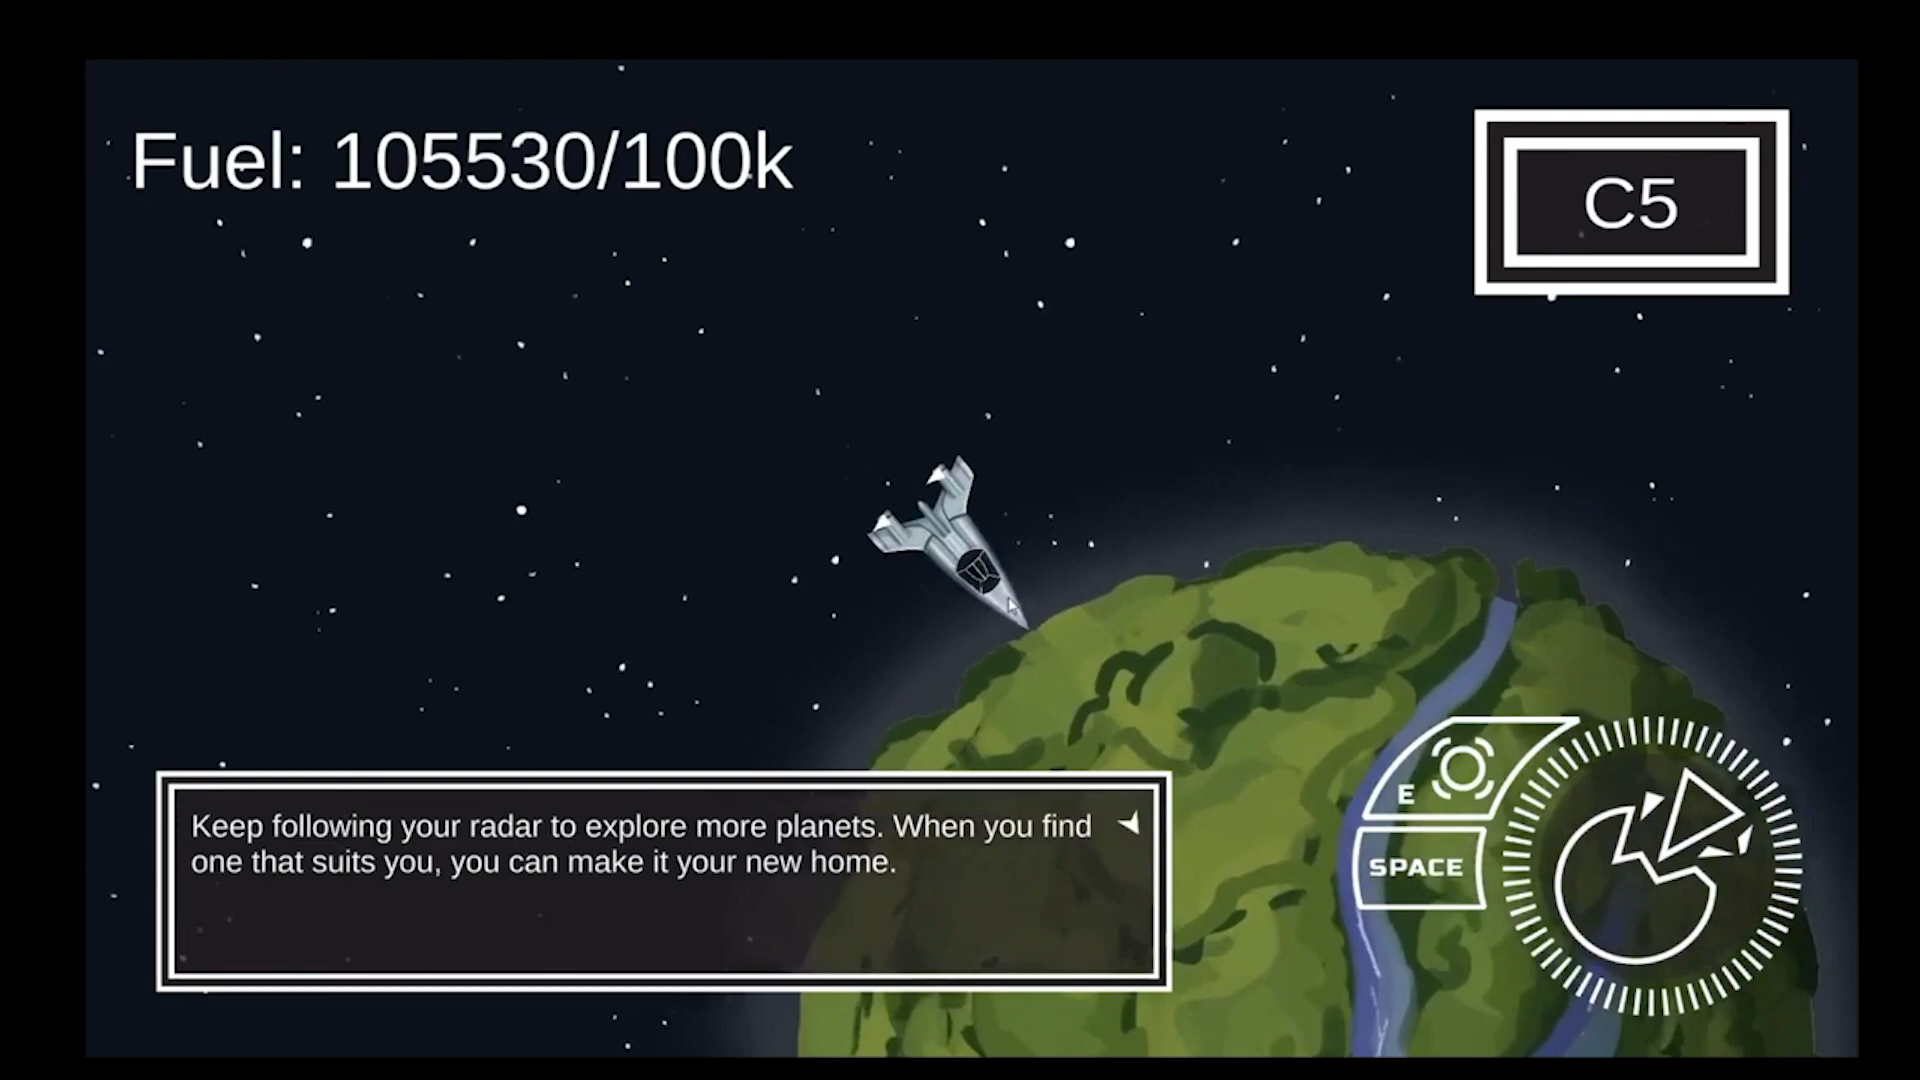 Fuel: 105530/100k
C5
Keep following your radar to explore more planets. When you find
one that suits you, you can make it your new home.
E
SPACE